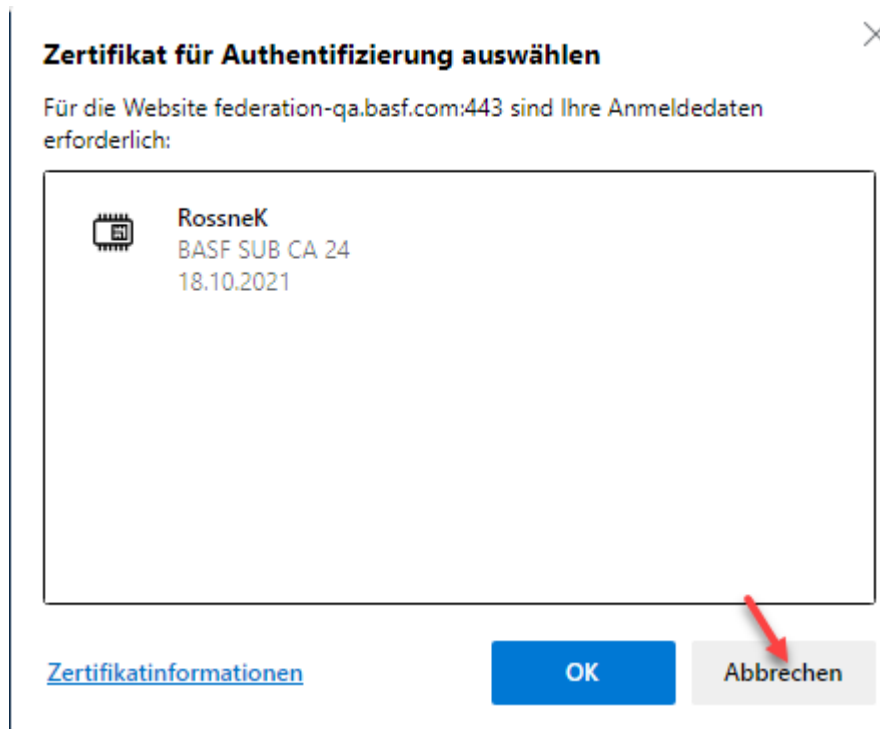 Zertifikat für Authentifizierung auswählen
Für die Website federation-qa.basf.com:443 sind Ihre Anmeldedaten
erforderlich:
RossneK
BASF SUB CA 24
18.10.2021
Zertifikatinformationen
OK
Abbrechen